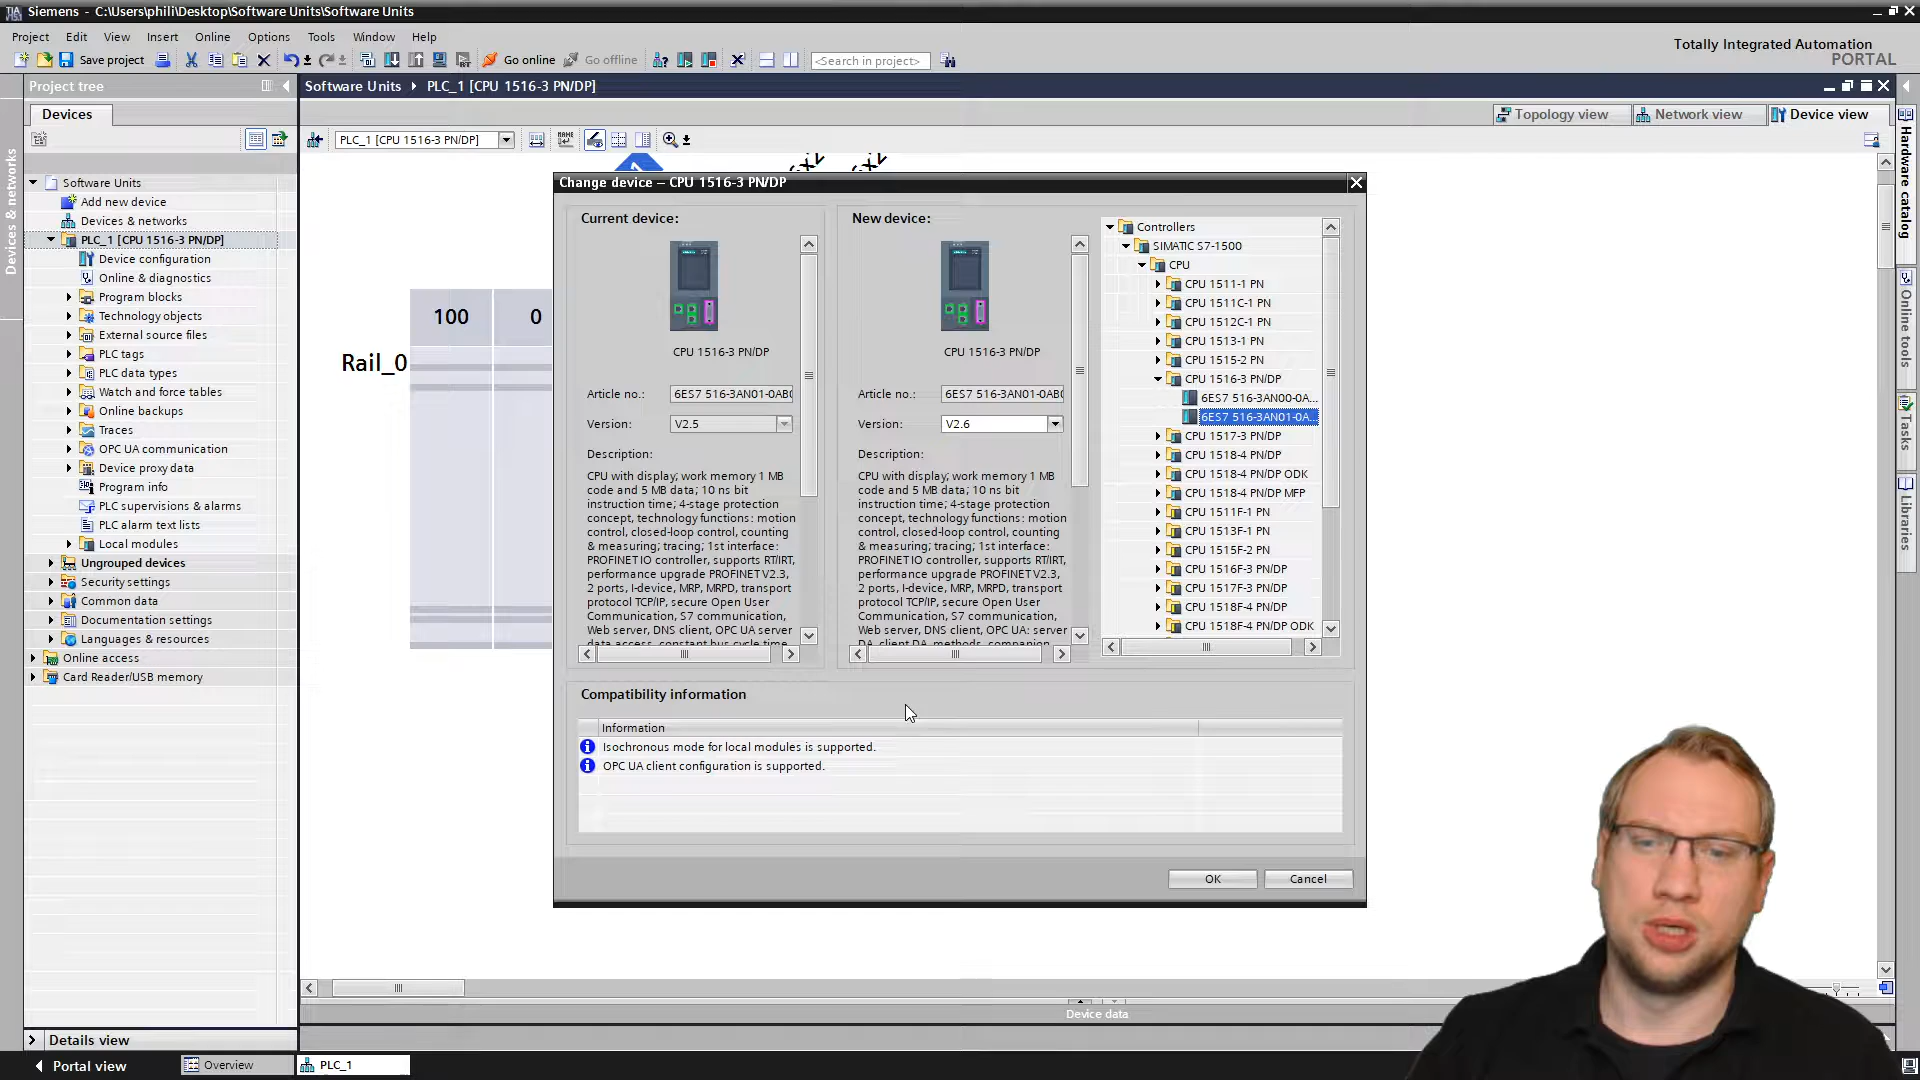 Siemens - C:\Users\phili\Desktop\Software Units\Software Units
Project Edit View Insert Online Options Tools Window Help
Totally Integrated Automation
PORTAL
Save project
Go online
Go offline
<Search in project>
Project tree
Software Units
PLC_1 [CPU 1516-3 PN/DP]
Devices
Topology view
Network view
Device view
PLC_1 [CPU 1516-3 PN/DP]
Devices & networks
Software Units
Add new device
Devices & networks
PLC_1 [CPU 1516-3 PN/DP]
Device configuration
Online & diagnostics
Program blocks
Technology objects
External source files
PLC tags
PLC data types
Watch and force tables
Online backups
Traces
OPC UA communication
Device proxy data
Program info
PLC supervisions & alarms
PLC alarm text lists
Local modules
Ungrouped devices
Security settings
Common data
Documentation settings
Languages & resources
Online access
Card Reader/USB memory
100
0
Rail_0
Change device – CPU 1516-3 PN/DP
Current device:
CPU 1516-3 PN/DP
Article no.:
6ES7 516-3AN01-0AB0
Version:
V2.5
Description:
CPU with display; work memory 1 MB
code and 5 MB data; 10 ns bit
instruction time; 4-stage protection
concept, technology functions: motion
control, closed-loop control, counting
& measuring; tracing; 1st interface:
PROFINET IO controller, supports RT/IRT,
performance upgrade PROFINET V2.3,
2 ports, I-device, MRP, MRPD, transport
protocol TCP/IP, secure Open User
Communication, S7 communication,
Web server, DNS client, OPC UA server
data access, constant bus cycle time,
New device:
CPU 1516-3 PN/DP
Article no.:
6ES7 516-3AN01-0AB0
Version:
V2.6
Description:
CPU with display; work memory 1 MB
code and 5 MB data; 10 ns bit
instruction time; 4-stage protection
concept, technology functions: motion
control, closed-loop control, counting
& measuring; tracing; 1st interface:
PROFINET IO controller, supports RT/IRT,
performance upgrade PROFINET V2.3,
2 ports, I-device, MRP, MRPD, transport
protocol TCP/IP, secure Open User
Communication, S7 communication,
Web server, DNS client, OPC UA: server
DA, client DA, methods, companion
Controllers
SIMATIC S7-1500
CPU
CPU 1511-1 PN
CPU 1511C-1 PN
CPU 1512C-1 PN
CPU 1513-1 PN
CPU 1515-2 PN
CPU 1516-3 PN/DP
6ES7 516-3AN00-0A...
6ES7 516-3AN01-0A...
CPU 1517-3 PN/DP
CPU 1518-4 PN/DP
CPU 1518-4 PN/DP ODK
CPU 1518-4 PN/DP MFP
CPU 1511F-1 PN
CPU 1513F-1 PN
CPU 1515F-2 PN
CPU 1516F-3 PN/DP
CPU 1517F-3 PN/DP
CPU 1518F-4 PN/DP
CPU 1518F-4 PN/DP ODK
Compatibility information
Information
Isochronous mode for local modules is supported.
OPC UA client configuration is supported.
OK
Cancel
Hardware catalog
Online tools
Tasks
Libraries
Device data
Details view
Portal view
Overview
PLC_1